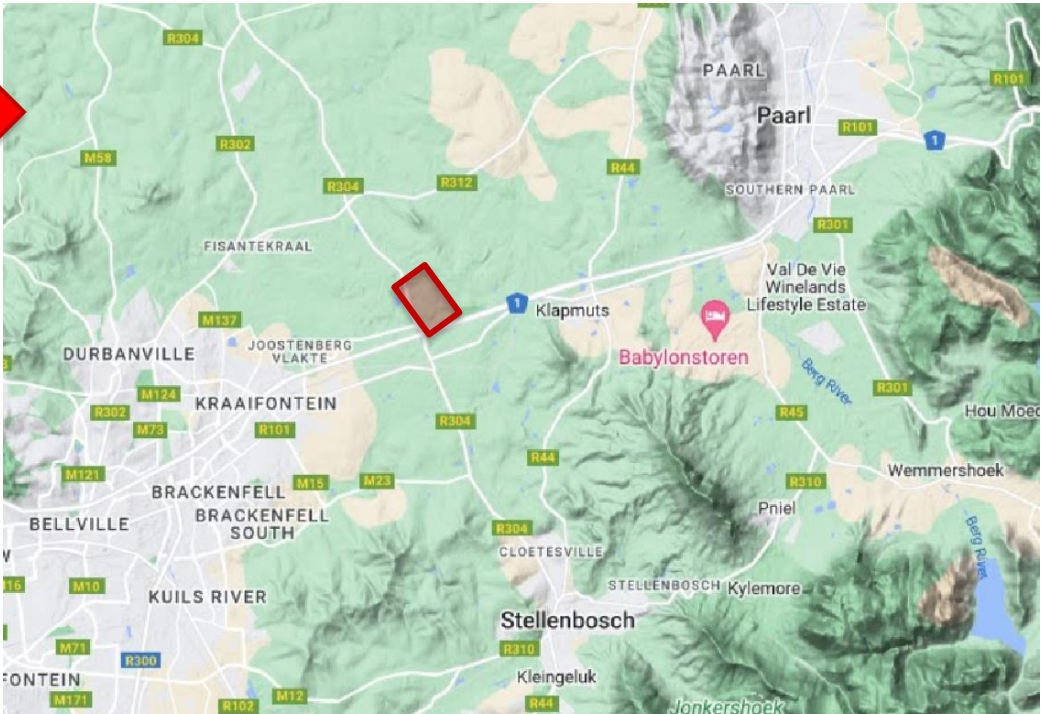 R304
R101
PAARL
Paarl
R101
1
R302
M58
R44
R312
R304
SOUTHERN PAARL
R301
FISANTEKRAAL
Val De Vie
Winelands
Lifestyle Estate
1
Klapmuts
M137
JOOSTENBERG
VLAKTE
DURBANVILLE
Babylonstoren
Berg River
R301
M124
KRAAIFONTEIN
R302
M73
R101
R304
R45
Hou Moed
R44
M121
M15
M23
R310
Wemmershoek
BRACKENFELL
BRACKENFELL
SOUTH
BELLVILLE
R304
Pniel
Berg River
CLOETESVILLE
M10
KUILS RIVER
STELLENBOSCH
Kylemore
Stellenbosch
M71
R300
R310
FONTEIN
Kleingeluk
M171
R102
M12
R44
Jonkershoek